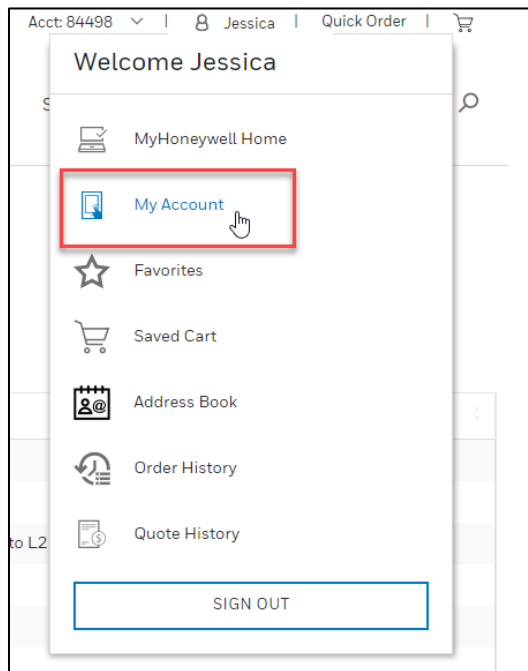 Acct: 84498 | Jessica | Quick Order |
Welcome Jessica
S
MyHoneywell Home
My Account
Favorites
Saved Cart
Address Book
Order History
to L2
Quote History
SIGN OUT